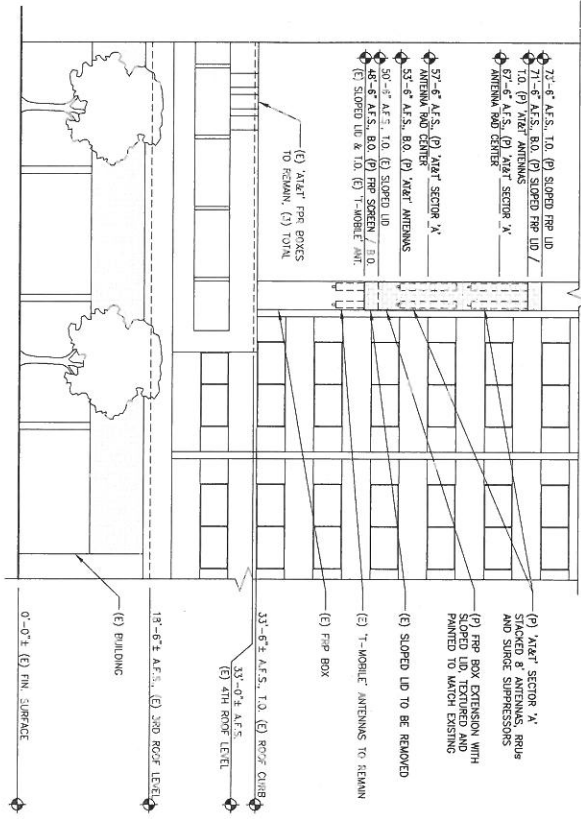 73'-6" A.F.S., T.O. (P) SLOPED FRP LID
71'-6" A.F.S., B.O. (P) SLOPED FRP LID /
T.O. (P) 'AT&T' ANTENNAS
67'-6" A.F.S., (P) 'AT&T' SECTOR 'A'
ANTENNA RAD CENTER
57'-6" A.F.S., (P) 'AT&T' SECTOR 'A'
ANTENNA RAD CENTER
53'-6" A.F.S., B.O. (P) 'AT&T' ANTENNAS
50'-6" A.F.S., T.O. (E) SLOPED LID
48'-6" A.F.S., B.O. (P) FRP SCREEN / B.O.
(E) SLOPED LID & T.O. (E) 'T-MOBILE' ANT.
(E) 'AT&T' FPR BOXES
TO REMAIN, (3) TOTAL
(P) 'AT&T' SECTOR 'A'
STACKED 8' ANTENNAS, RRUs
AND SURGE SUPPRESSORS
(P) FRP BOX EXTENSION WITH
SLOPED LID, TEXTURED AND
PAINTED TO MATCH EXISTING
(E) SLOPED LID TO BE REMOVED
(E) 'T-MOBILE' ANTENNAS TO REMAIN
(E) FRP BOX
33'-6"± A.F.S., T.O. (E) ROOF CURB
33'-0"± A.F.S.
(E) 4TH ROOF LEVEL
18'-6"± A.F.S., (E) 3RD ROOF LEVEL
(E) BUILDING
0'-0"± (E) FIN. SURFACE